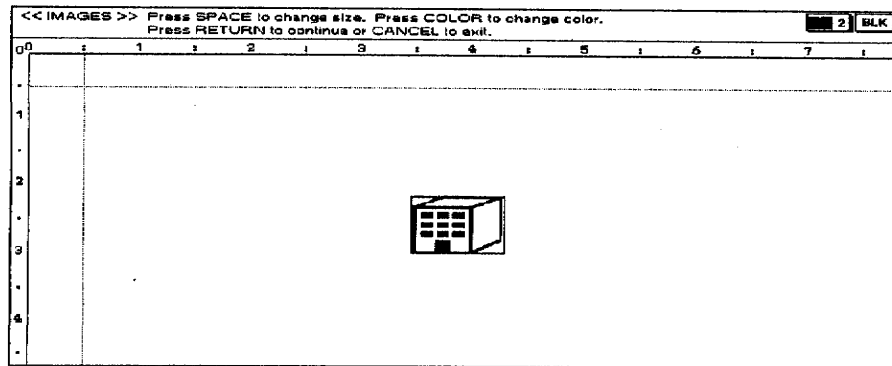 << IMAGES >> Press SPACE to change size. Press COLOR to change color.
Press RETURN to continue or CANCEL to exit.
2 BLK
0 0 : 1 : 2 : 3 : 4 : 5 : 6 : 7 :
1
2
3
4